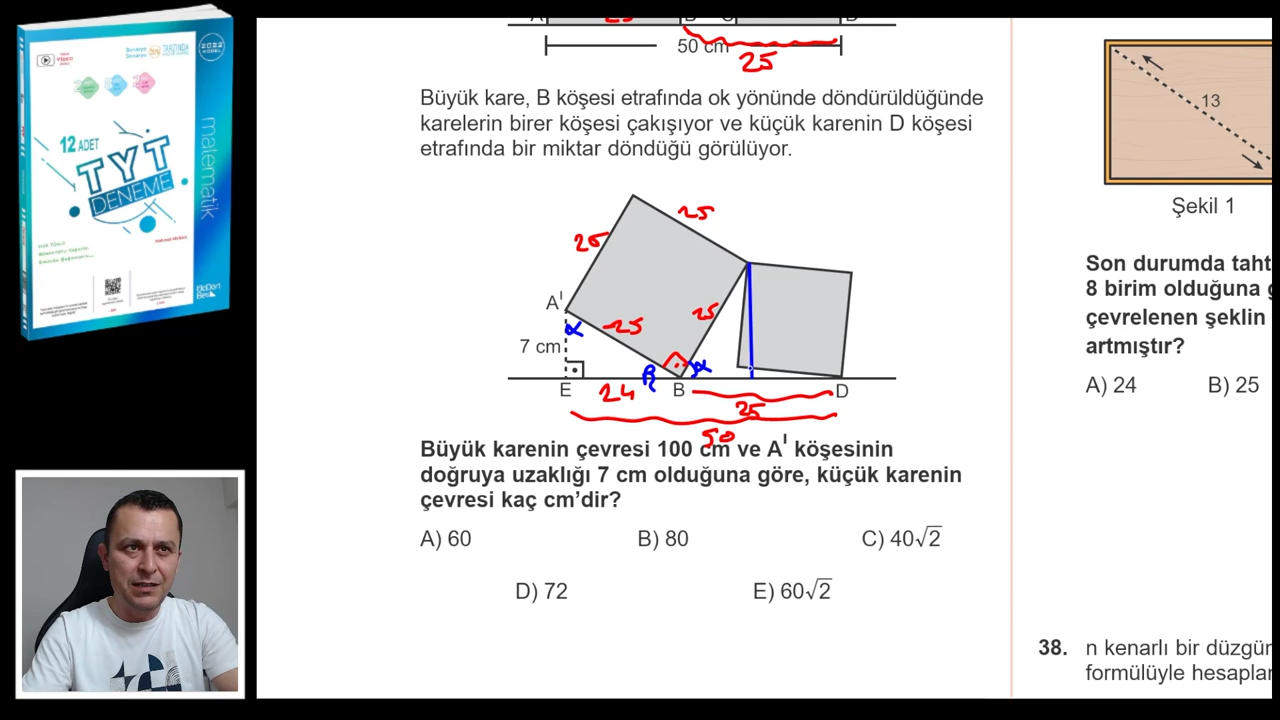 2022
TARZINDA
12 ADET
TYT
DENEME
matematik
25
50 cm
25
Büyük kare, B köşesi etrafında ok yönünde döndürüldüğünde
karelerin birer köşesi çakışıyor ve küçük karenin D köşesi
etrafında bir miktar döndüğü görülüyor.
25
25
A'
25
25
α
7 cm
α
E
24
B
D
25
50
Büyük karenin çevresi 100 cm ve A' köşesinin
doğruya uzaklığı 7 cm olduğuna göre, küçük karenin
çevresi kaç cm'dir?
A) 60
B) 80
C) 40√2
D) 72
E) 60√2
13
Şekil 1
Son durumda taht
8 birim olduğuna g
çevrelenen şeklin
artmıştır?
A) 24
B) 25
38. n kenarlı bir düzgür
formülüyle hesaplar